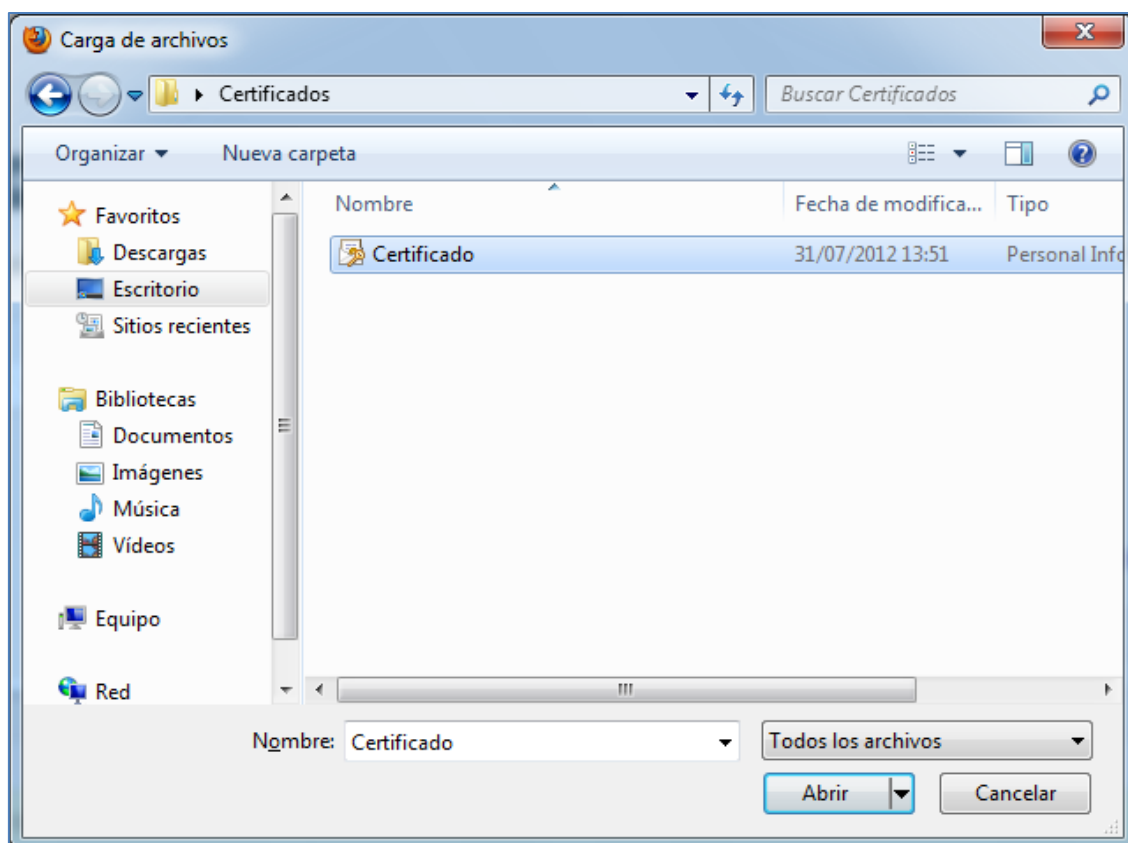 Carga de archivos
Certificados
Buscar Certificados
Organizar
Nueva carpeta
Nombre
Fecha de modifica...
Tipo
Favoritos
Descargas
Escritorio
Sitios recientes
Bibliotecas
Documentos
Imágenes
Música
Vídeos
Equipo
Red
Certificado
31/07/2012 13:51
Personal Info
Nombre:
Certificado
Todos los archivos
Abrir
Cancelar